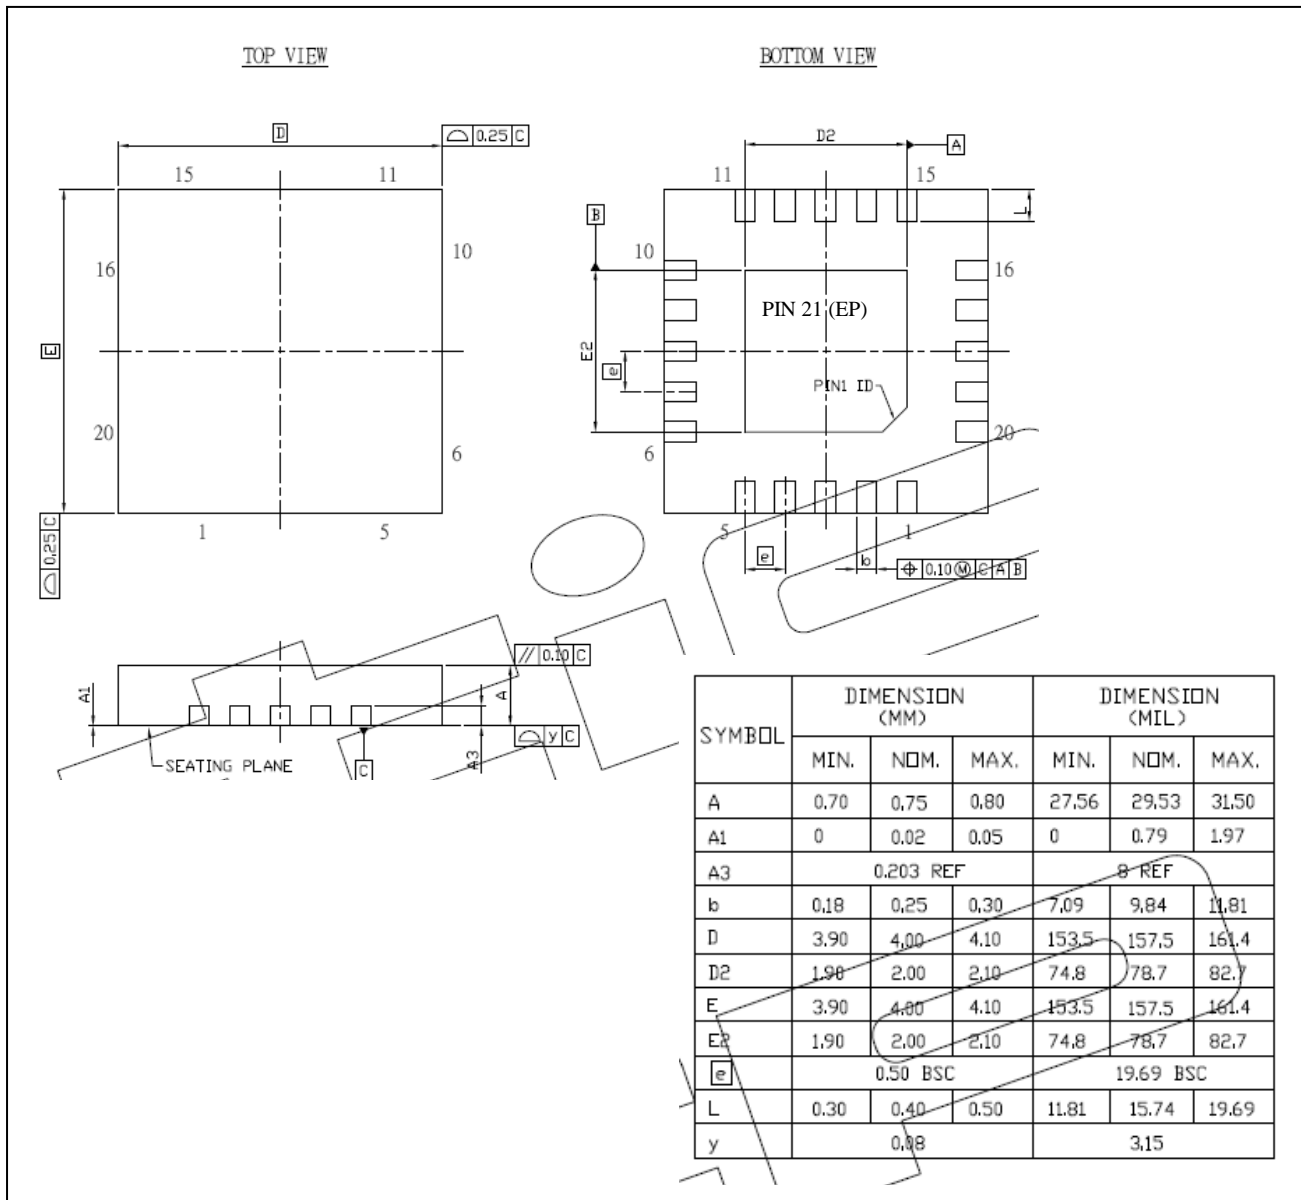 TOP VIEW
BOTTOM VIEW
D
⌓ 0.25 C
D2
A
15 11
11 15
L
B
16
10
10
16
PIN 21 (EP)
E
E2
e
PIN1 ID
20
6
6
20
1 5
5 1
⌓ 0.25 C
e
b
⌖ 0.10 Ⓜ C A B
// 0.10 C
A1
A
⌓ y C
SEATING PLANE
C
A3
SYMBOL DIMENSION (MM) DIMENSION (MIL)
MIN. NOM. MAX. MIN. NOM. MAX.
A 0.70 0.75 0.80 27.56 29.53 31.50
A1 0 0.02 0.05 0 0.79 1.97
A3 0.203 REF 8 REF
b 0.18 0.25 0.30 7.09 9.84 11.81
D 3.90 4.00 4.10 153.5 157.5 161.4
D2 1.90 2.00 2.10 74.8 78.7 82.7
E 3.90 4.00 4.10 153.5 157.5 161.4
E2 1.90 2.00 2.10 74.8 78.7 82.7
e 0.50 BSC 19.69 BSC
L 0.30 0.40 0.50 11.81 15.74 19.69
y 0.08 3.15